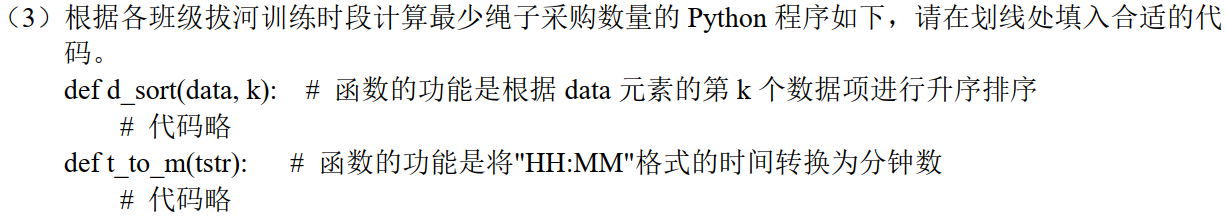 （3）根据各班级拔河训练时段计算最少绳子采购数量的 Python 程序如下，请在划线处填入合适的代
码。
def d_sort(data, k):    # 函数的功能是根据 data 元素的第 k 个数据项进行升序排序
# 代码略
def t_to_m(tstr):    # 函数的功能是将"HH:MM"格式的时间转换为分钟数
# 代码略